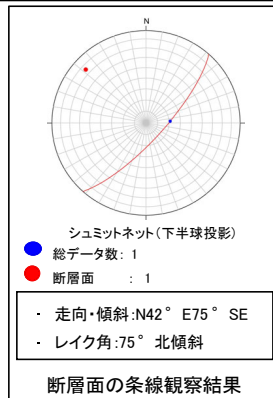 N
シュミットネット(下半球投影)
総データ数: 1
断層面 : 1
- 走向・傾斜:N42° E75° SE
- レイク角:75° 北傾斜
断層面の条線観察結果